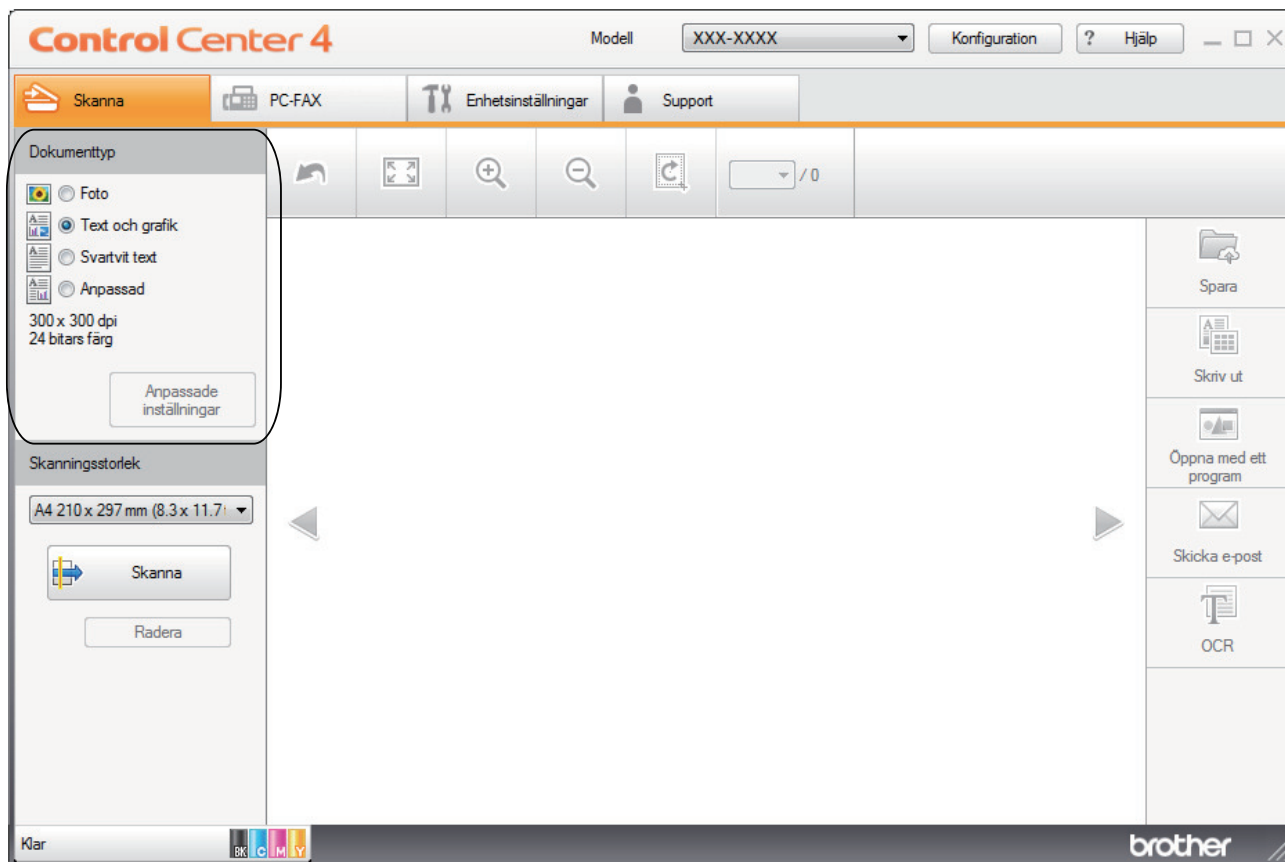 Control Center 4
Modell
XXX-XXXX
Konfiguration
? Hjälp
Skanna
PC-FAX
Enhetsinställningar
Support
Dokumenttyp
Foto
Text och grafik
Svartvit text
Anpassad
300 x 300 dpi
24 bitars färg
Anpassade
inställningar
/ 0
Skanningsstorlek
A4 210 x 297 mm (8.3 x 11.7
Skanna
Radera
Spara
Skriv ut
Öppna med ett
program
Skicka e-post
OCR
Klar
BK C M Y
brother